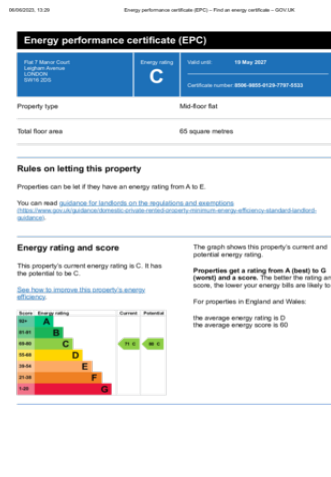 06/06/2023, 13:29
Energy performance certificate (EPC) – Find an energy certificate – GOV.UK
Energy performance certificate (EPC)
Flat 7 Manor Court
Leigham Avenue
LONDON
SW16 2DS
Energy rating
C
Valid until: 19 May 2027
Certificate number:
Property type
Mid-floor flat
Total floor area
65 square metres
Rules on letting this property
Properties can be let if they have an energy rating from A to E.
You can read guidance for landlords on the regulations and exemptions
(https://www.gov.uk/guidance/domestic-private-rented-property-minimum-energy-efficiency-standard-landlord-
guidance).
Energy rating and score
This property's current energy rating is C. It has
the potential to be C.
See how to improve this property's energy
efficiency.
Score Energy rating Current Potential
92+ A
81-91 B
69-80 C 71 C
55-68 D
39-54 E
21-38 F
1-20 G
The graph shows this property's current and
potential energy rating.
Properties get a rating from A (best) to G
(worst) and a score. The better the rating an
score, the lower your energy bills are likely to
For properties in England and Wales:
the average energy rating is D
the average energy score is 60